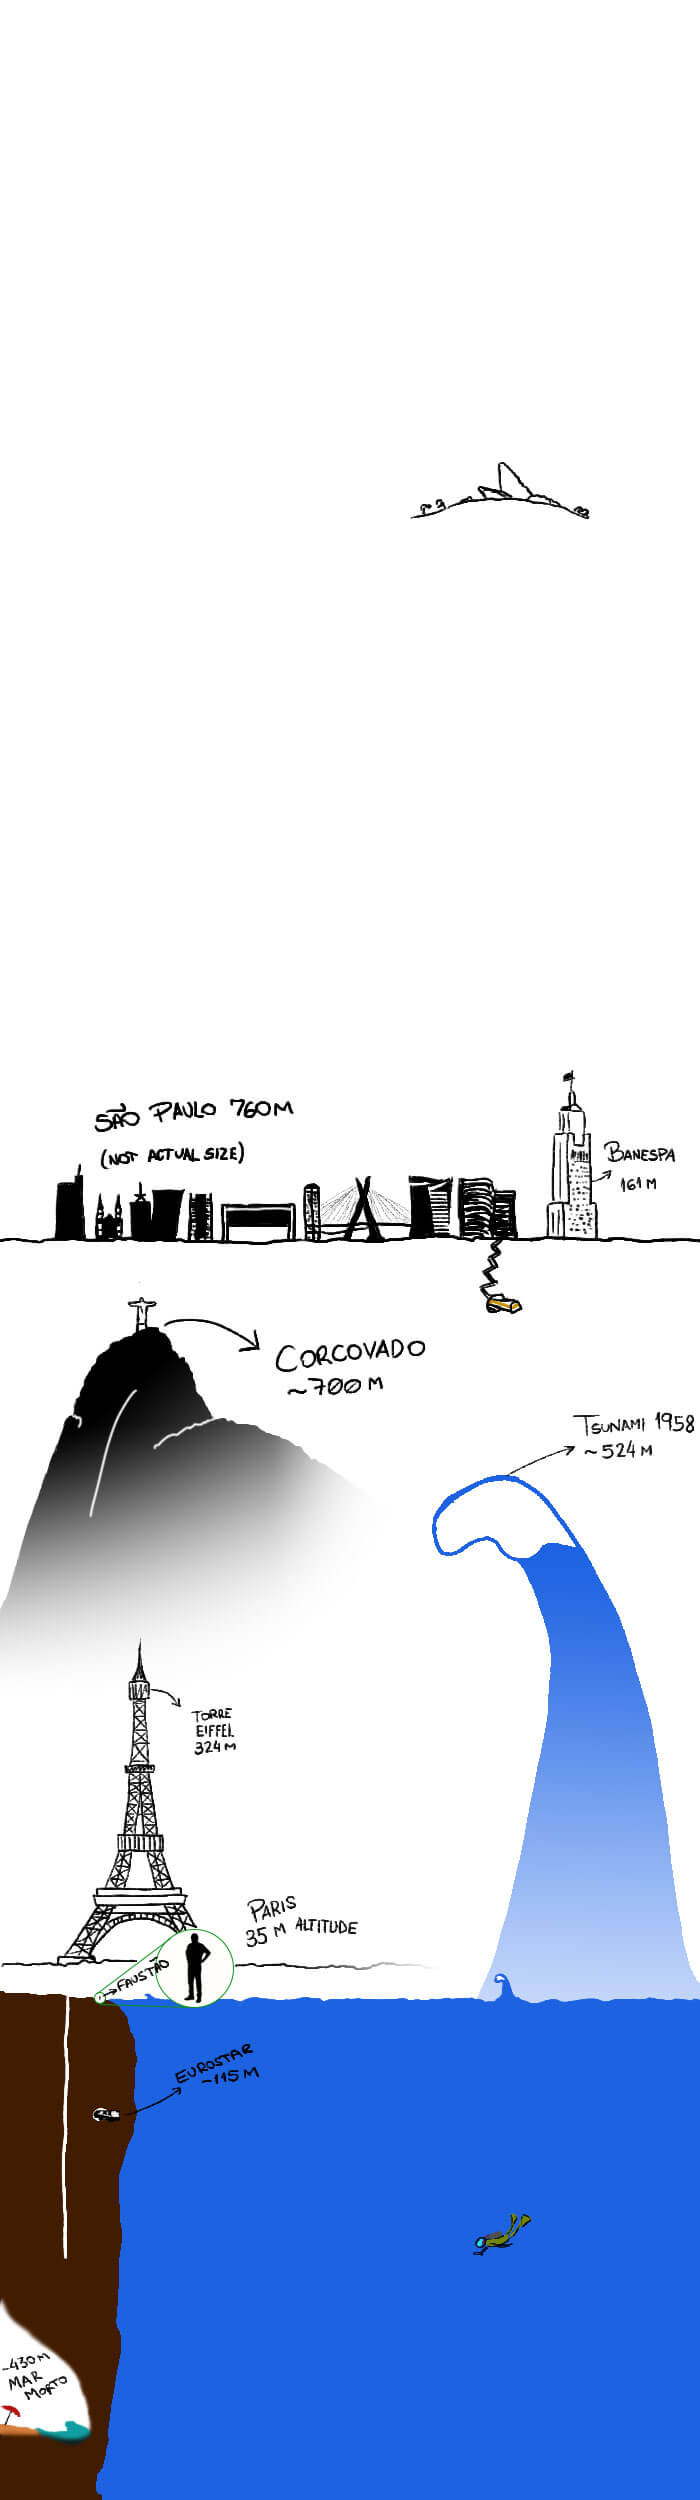 SÃO PAULO 760M
(NOT ACTUAL SIZE)
BANESPA
161 M
CORCOVADO
~700 M
TSUNAMI 1958
~524 M
TORRE
EIFFEL
324 M
PARIS
35 M ALTITUDE
FAUSTÃO
EUROSTAR
-115 M
-430 M
MAR
MORTO